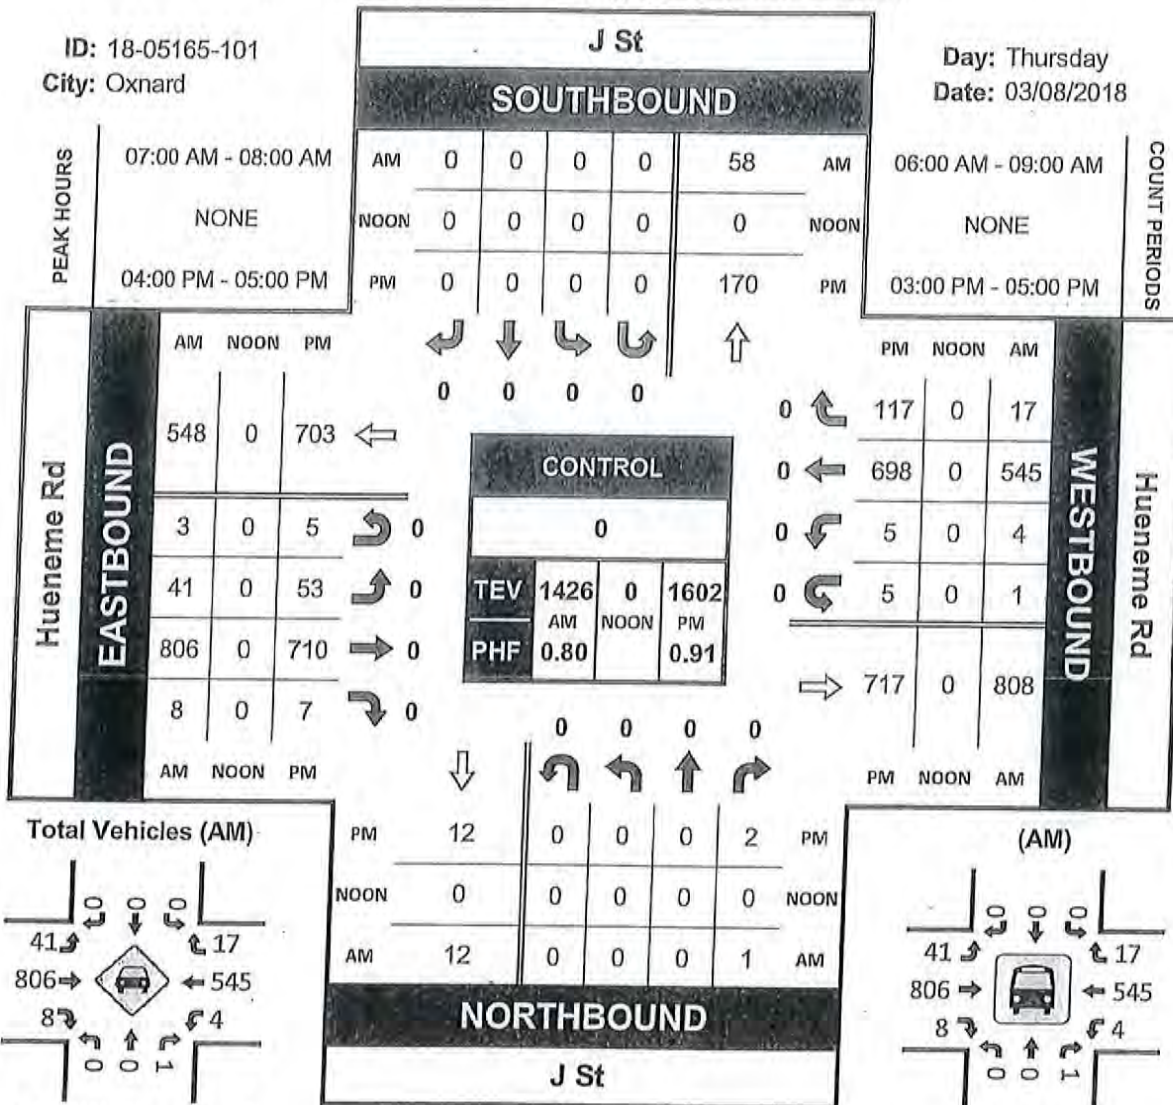 J St
ID: 18-05165-101
City: Oxnard
Day: Thursday
Date: 03/08/2018
SOUTHBOUND
PEAK HOURS
07:00 AM - 08:00 AM
NONE
04:00 PM - 05:00 PM
AM 0 0 0 0 58 AM
NOON 0 0 0 0 0 NOON
PM 0 0 0 0 170 PM
06:00 AM - 09:00 AM
NONE
03:00 PM - 05:00 PM
COUNT PERIODS
0 0 0 0
Hueneme Rd
EASTBOUND
AM NOON PM
548 0 703
3 0 5 0
41 0 53 0
806 0 710 0
8 0 7 0
AM NOON PM
CONTROL
0
TEV 1426 0 1602
AM NOON PM
PHF 0.80 0.91
PM NOON AM
0 117 0 17
0 698 0 545
0 5 0 4
0 5 0 1
717 0 808
PM NOON AM
WESTBOUND
Hueneme Rd
0 0 0 0
PM 12 0 0 0 2 PM
NOON 0 0 0 0 0 NOON
AM 12 0 0 0 1 AM
NORTHBOUND
J St
Total Vehicles (AM)
0 0 0
41 17
806 545
8 4
0 0 1
(AM)
0 0 0
41 17
806 545
8 4
0 0 1